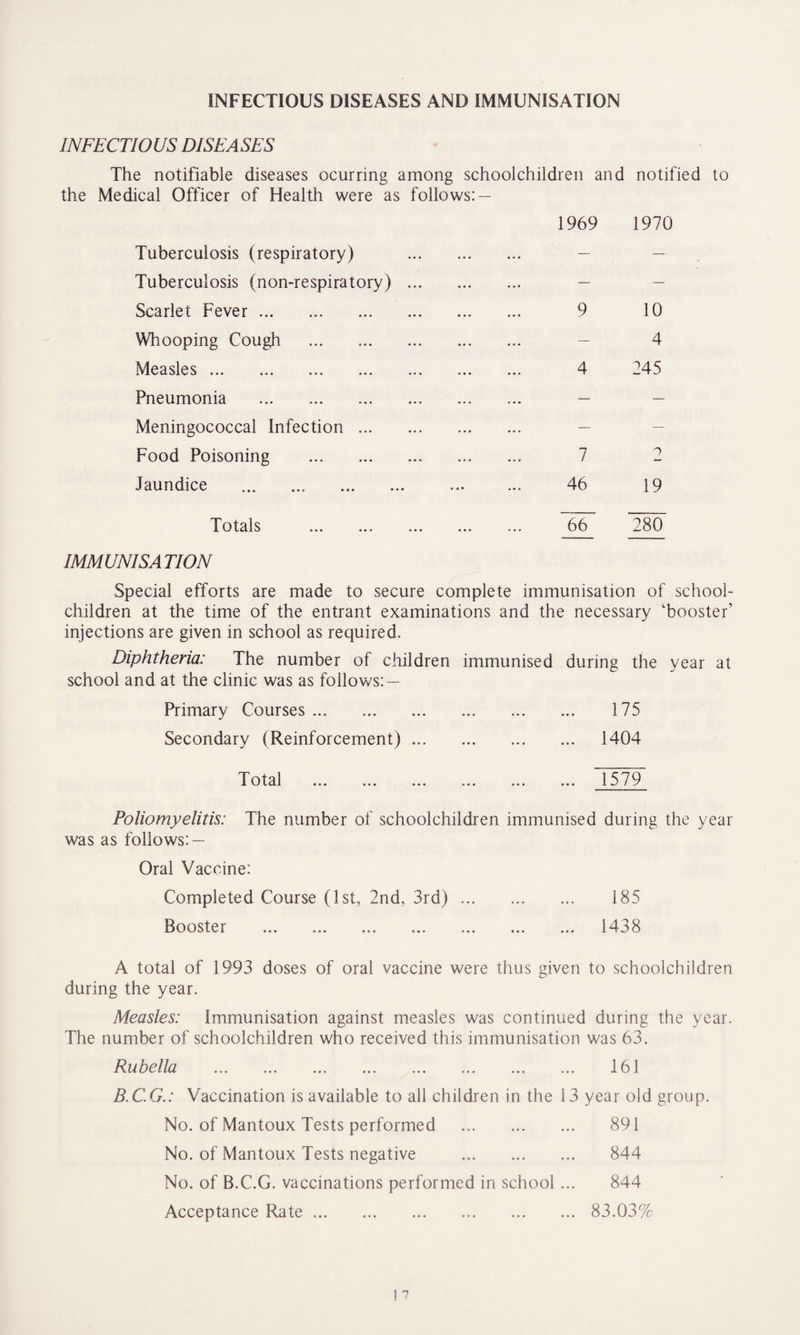 INFECTIOUS DISEASES AND IMMUNISATION
INFECTIOUS DISEASES
The notifiable diseases ocurring among schoolchildren and notified to
the Medical Officer of Health were as follows:—
1969 1970
Tuberculosis (respiratory) ... ... ... — —
Tuberculosis (non-respiratory) ... ... ... — —
Scarlet Fever ... ... ... ... ... ... 9 10
Whooping Cough ... ... ... ... ... — 4
Measles ... ... ... ... ... ... ... 4 245
Pneumonia ... ... ... ... ... ... — —
Meningococcal Infection ... ... ... ... — —
Food Poisoning ... ... ... ... ... 7 2
Jaundice ... ... ... ... ... ... 46 19
Totals ... ... ... ... ... 66 280
IMMUNISATION
Special efforts are made to secure complete immunisation of school-
children at the time of the entrant examinations and the necessary ‘booster’
injections are given in school as required.
Diphtheria: The number of children immunised during the year at
school and at the clinic was as follows:—
Primary Courses ... ... ... ... ... ... 175
Secondary (Reinforcement) ... ... ... ... 1404
Total ... ... ... ... ... ... 1579
Poliomyelitis: The number of schoolchildren immunised during the year
was as follows:—
Oral Vaccine:
Completed Course (1st, 2nd, 3rd) ... ... ... 185
Booster ... ... ... ... ... ... ... 1438
A total of 1993 doses of oral vaccine were thus given to schoolchildren
during the year.
Measles: Immunisation against measles was continued during the year.
The number of schoolchildren who received this immunisation was 63.
Rubella ... ... ... ... ... ... ... ... 161
B.C.G.: Vaccination is available to all children in the 13 year old group.
No. of Mantoux Tests performed ... ... ... 891
No. of Mantoux Tests negative ... ... ... 844
No. of B.C.G. vaccinations performed in school ... 844
Acceptance Rate ... ... ... ... ... ... 83.03%
17